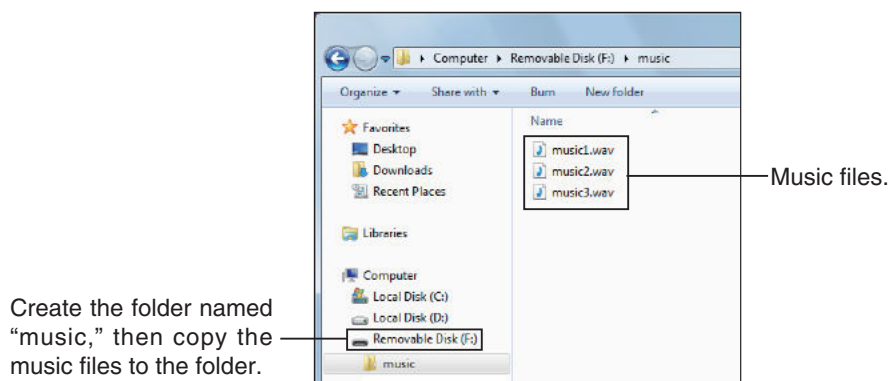 Computer Removable Disk (F:) music
Organize Share with Burn New folder
Favorites
Desktop
Downloads
Recent Places
Libraries
Computer
Local Disk (C:)
Local Disk (D:)
Removable Disk (F:)
music
Name
music1.wav
music2.wav
music3.wav
Music files.
Create the folder named
“music,” then copy the
music files to the folder.